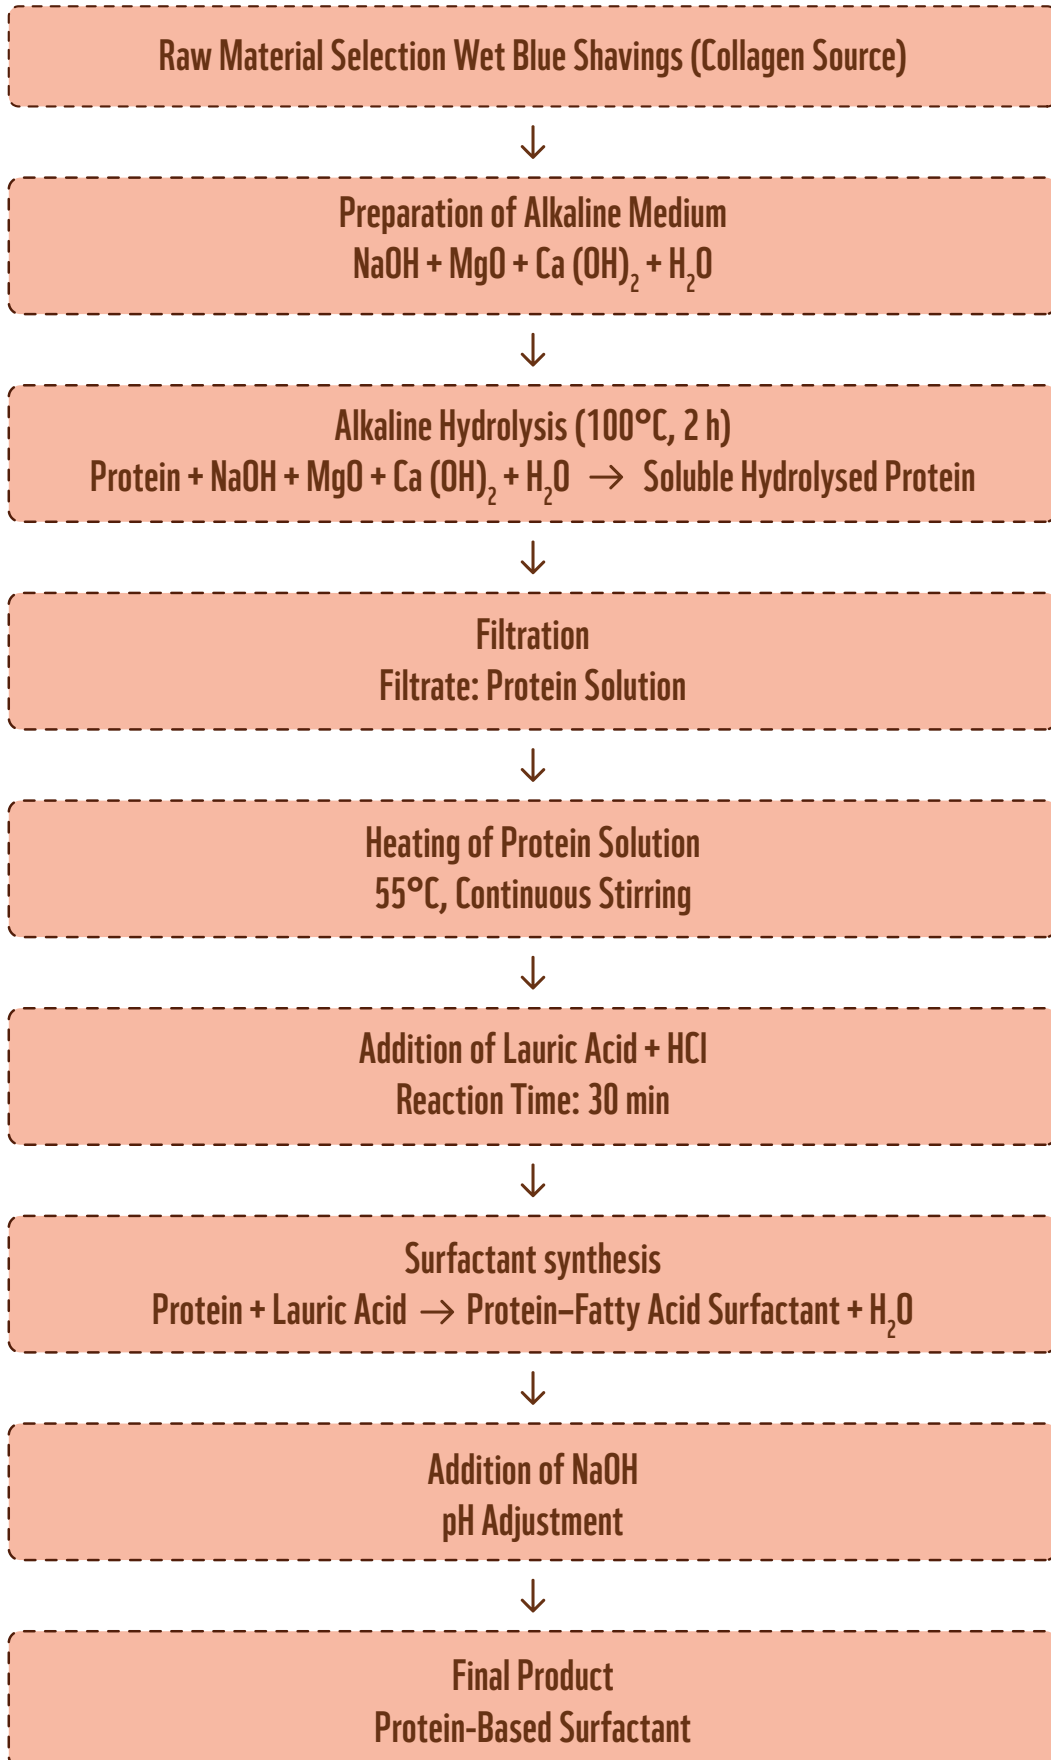 Raw Material Selection Wet Blue Shavings (Collagen Source)
↓
Preparation of Alkaline Medium
NaOH + MgO + Ca (OH)₂ + H₂O
↓
Alkaline Hydrolysis (100°C, 2 h)
Protein + NaOH + MgO + Ca (OH)₂ + H₂O → Soluble Hydrolysed Protein
↓
Filtration
Filtrate: Protein Solution
↓
Heating of Protein Solution
55°C, Continuous Stirring
↓
Addition of Lauric Acid + HCl
Reaction Time: 30 min
↓
Surfactant synthesis
Protein + Lauric Acid → Protein–Fatty Acid Surfactant + H₂O
↓
Addition of NaOH
pH Adjustment
↓
Final Product
Protein-Based Surfactant